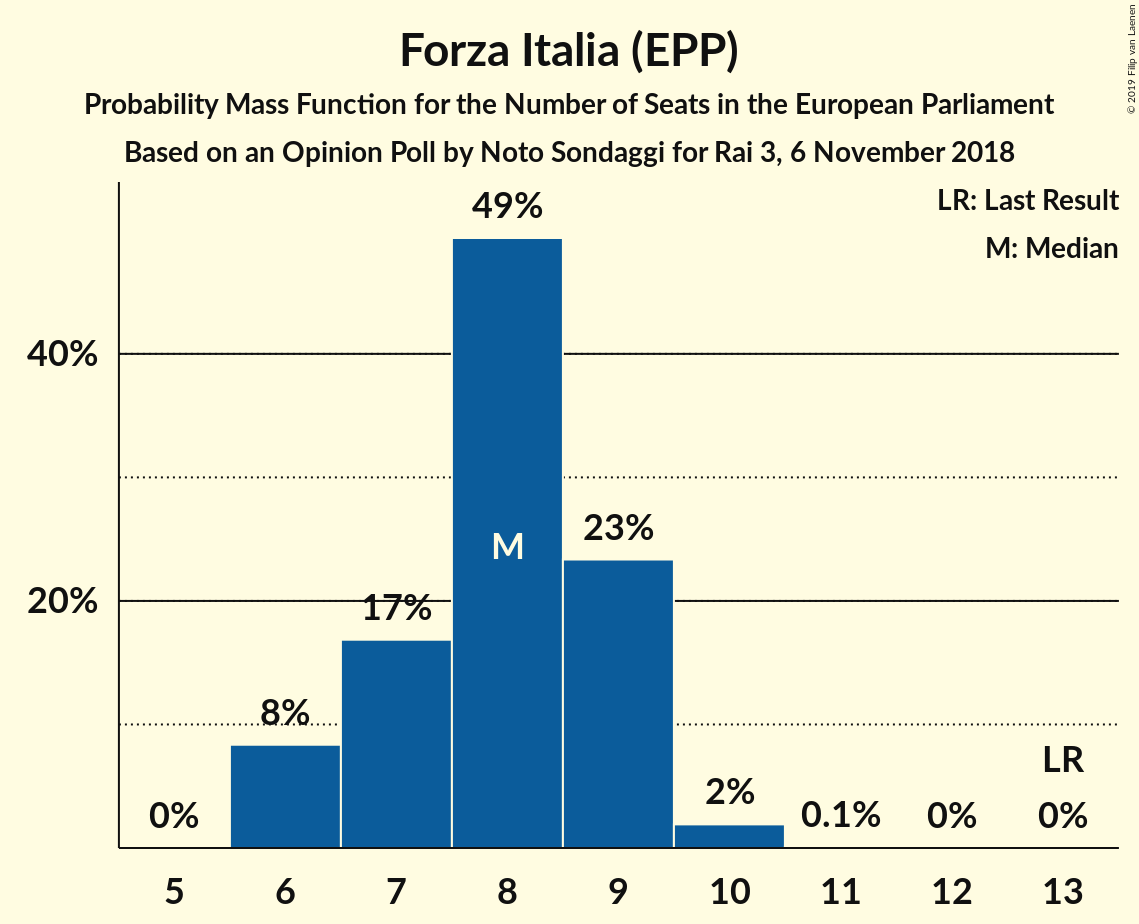 Forza Italia (EPP)
Probability Mass Function for the Number of Seats in the European Parliament
Based on an Opinion Poll by Noto Sondaggi for Rai 3, 6 November 2018
© 2019 Filip van Laenen
LR: Last Result
M: Median
49%
40%
M
23%
20%
17%
8%
LR
2%
0%
0.1%
0%
0%
5 6 7 8 9 10 11 12 13